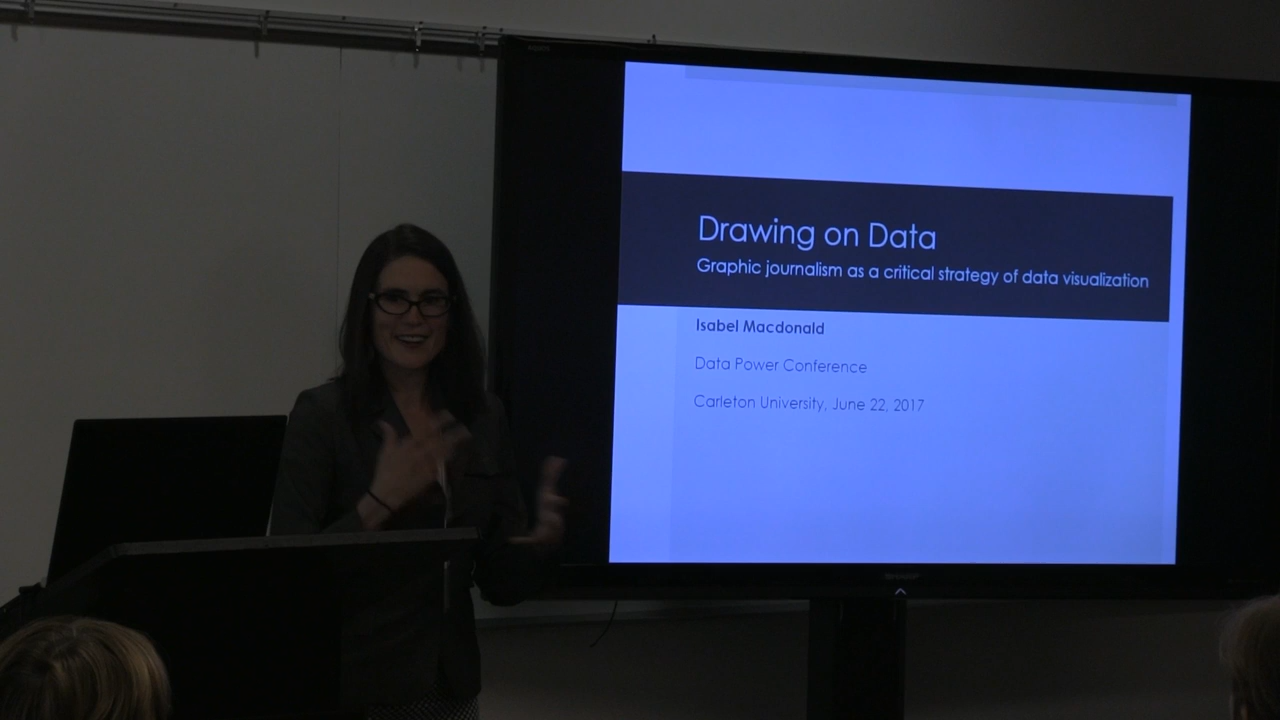 Drawing on Data
Graphic journalism as a critical strategy of data visualization
Isabel Macdonald
Data Power Conference
Carleton University, June 22, 2017